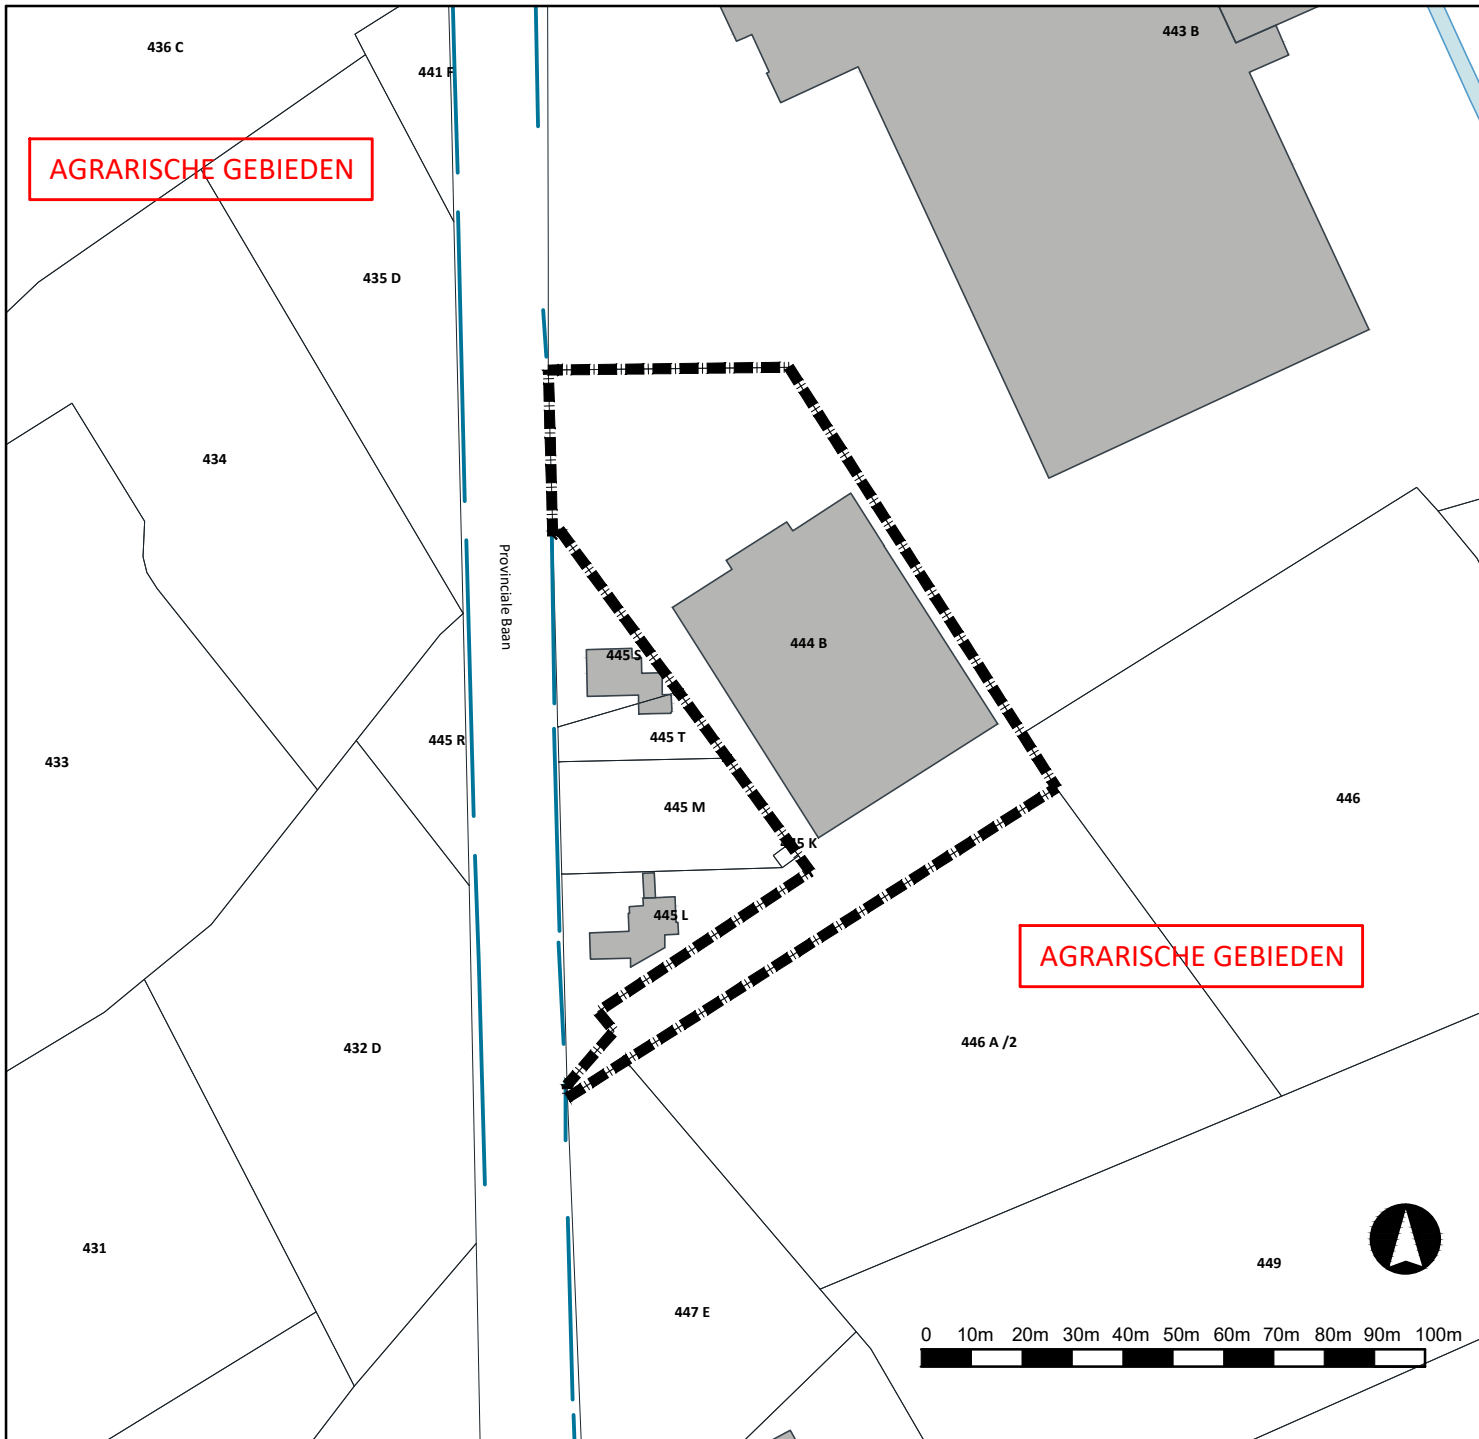 436 C
443 B
441 F
AGRARISCHE GEBIEDEN
435 D
434
Provinciale Baan
444 B
445 S
445 T
445 R
433
446
445 M
445 K
445 L
AGRARISCHE GEBIEDEN
446 A /2
432 D
431
449
447 E
0 10m 20m 30m 40m 50m 60m 70m 80m 90m 100m